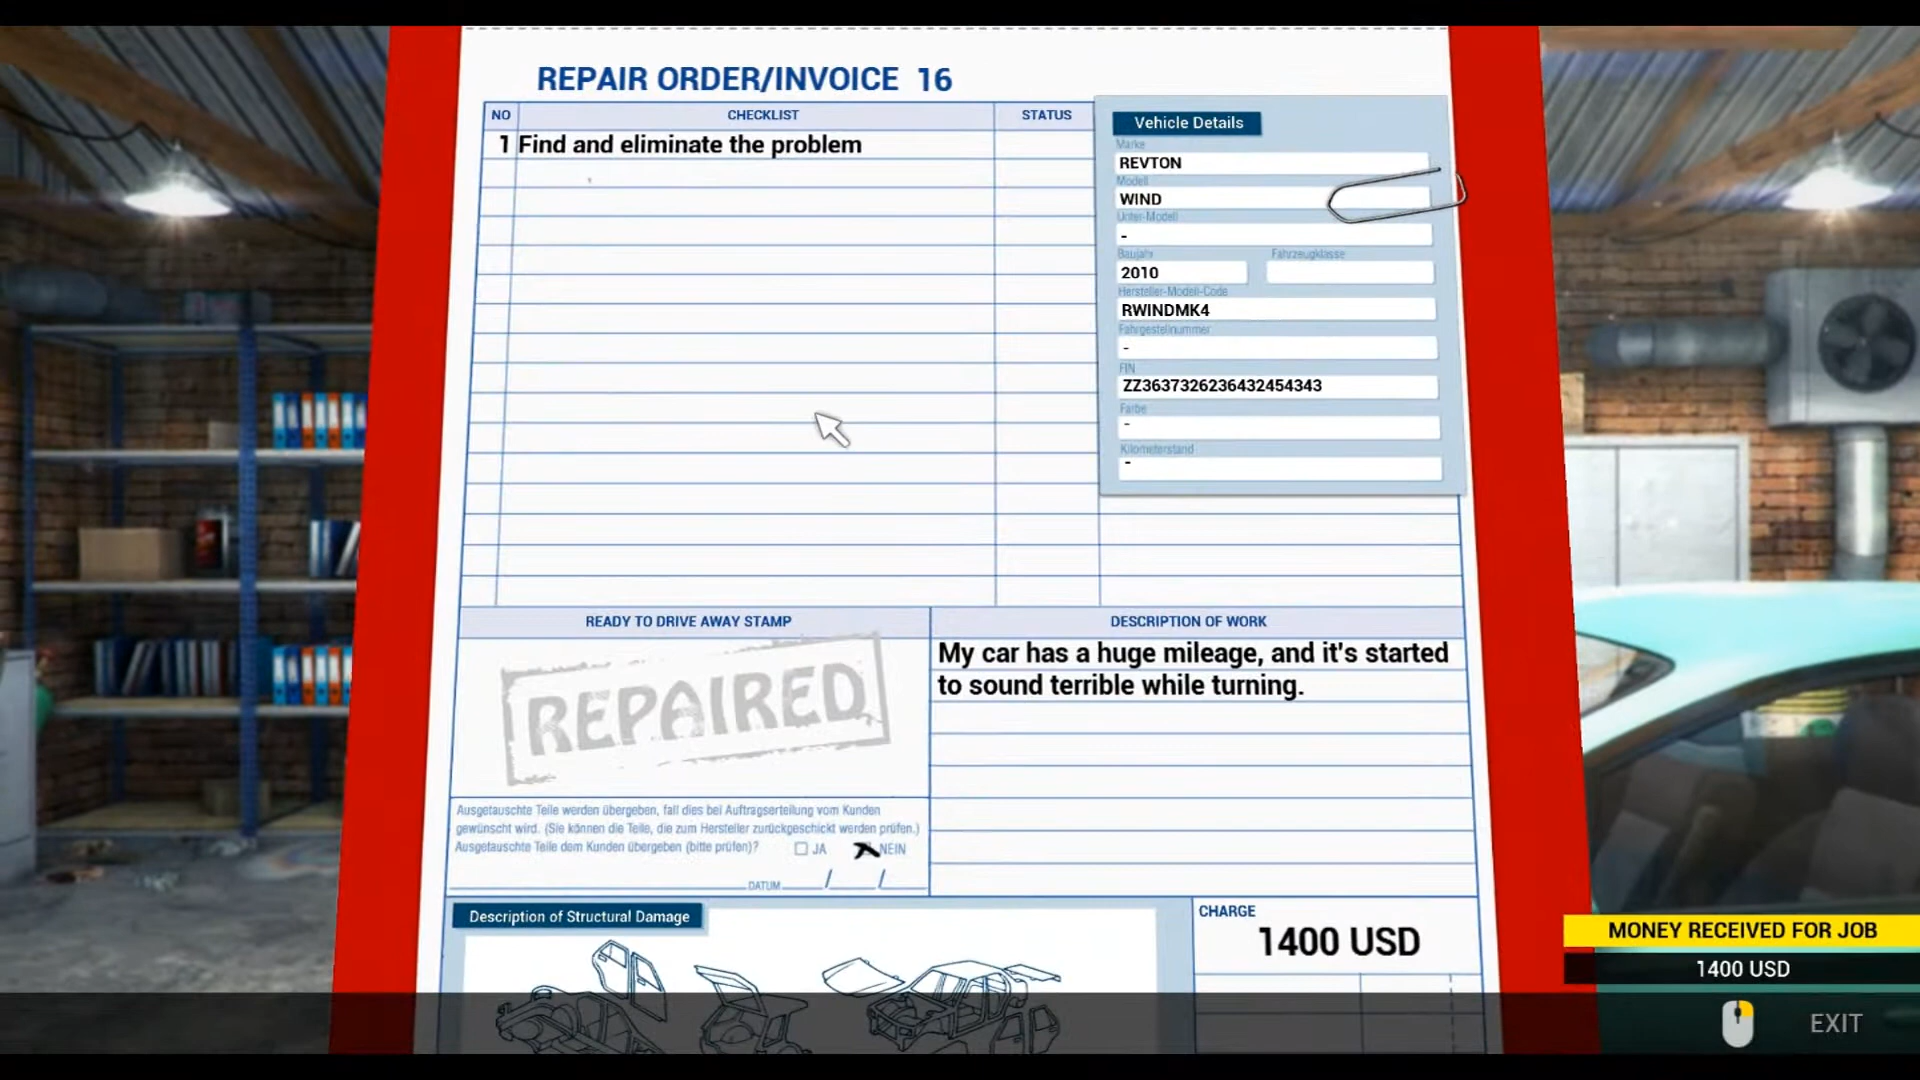 REPAIR ORDER/INVOICE 16
NO CHECKLIST STATUS
1 Find and eliminate the problem
Vehicle Details
Marke
REVTON
Modell
WIND
Unter-Modell
-
Baujahr Fahrzeugklasse
2010
Hersteller-Modell-Code
RWINDMK4
Fahrgestellnummer
-
FIN
ZZ3637326236432454343
Farbe
-
Kilometerstand
-
READY TO DRIVE AWAY STAMP
REPAIRED
Ausgetauschte Teile werden übergeben, fall dies bei Auftragserteilung vom Kunden
gewünscht wird. (Sie können die Teile, die zum Hersteller zurückgeschickt werden prüfen.)
Ausgetauschte Teile dem Kunden übergeben (bitte prüfen)? JA NEIN
DATUM / /
DESCRIPTION OF WORK
My car has a huge mileage, and it's started
to sound terrible while turning.
Description of Structural Damage
CHARGE
1400 USD
MONEY RECEIVED FOR JOB
1400 USD
EXIT